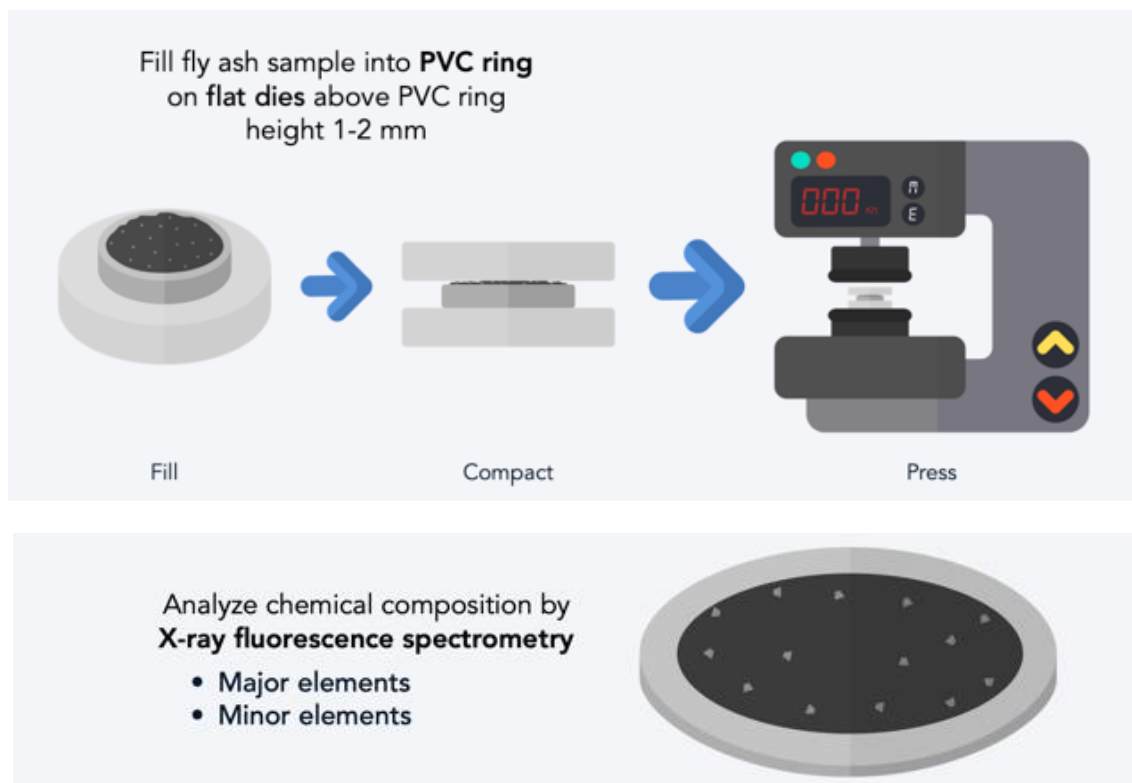 Fill fly ash sample into PVC ring
on flat dies above PVC ring
height 1-2 mm
000
M
E
Fill
Compact
Press
Analyze chemical composition by
X-ray fluorescence spectrometry
• Major elements
• Minor elements